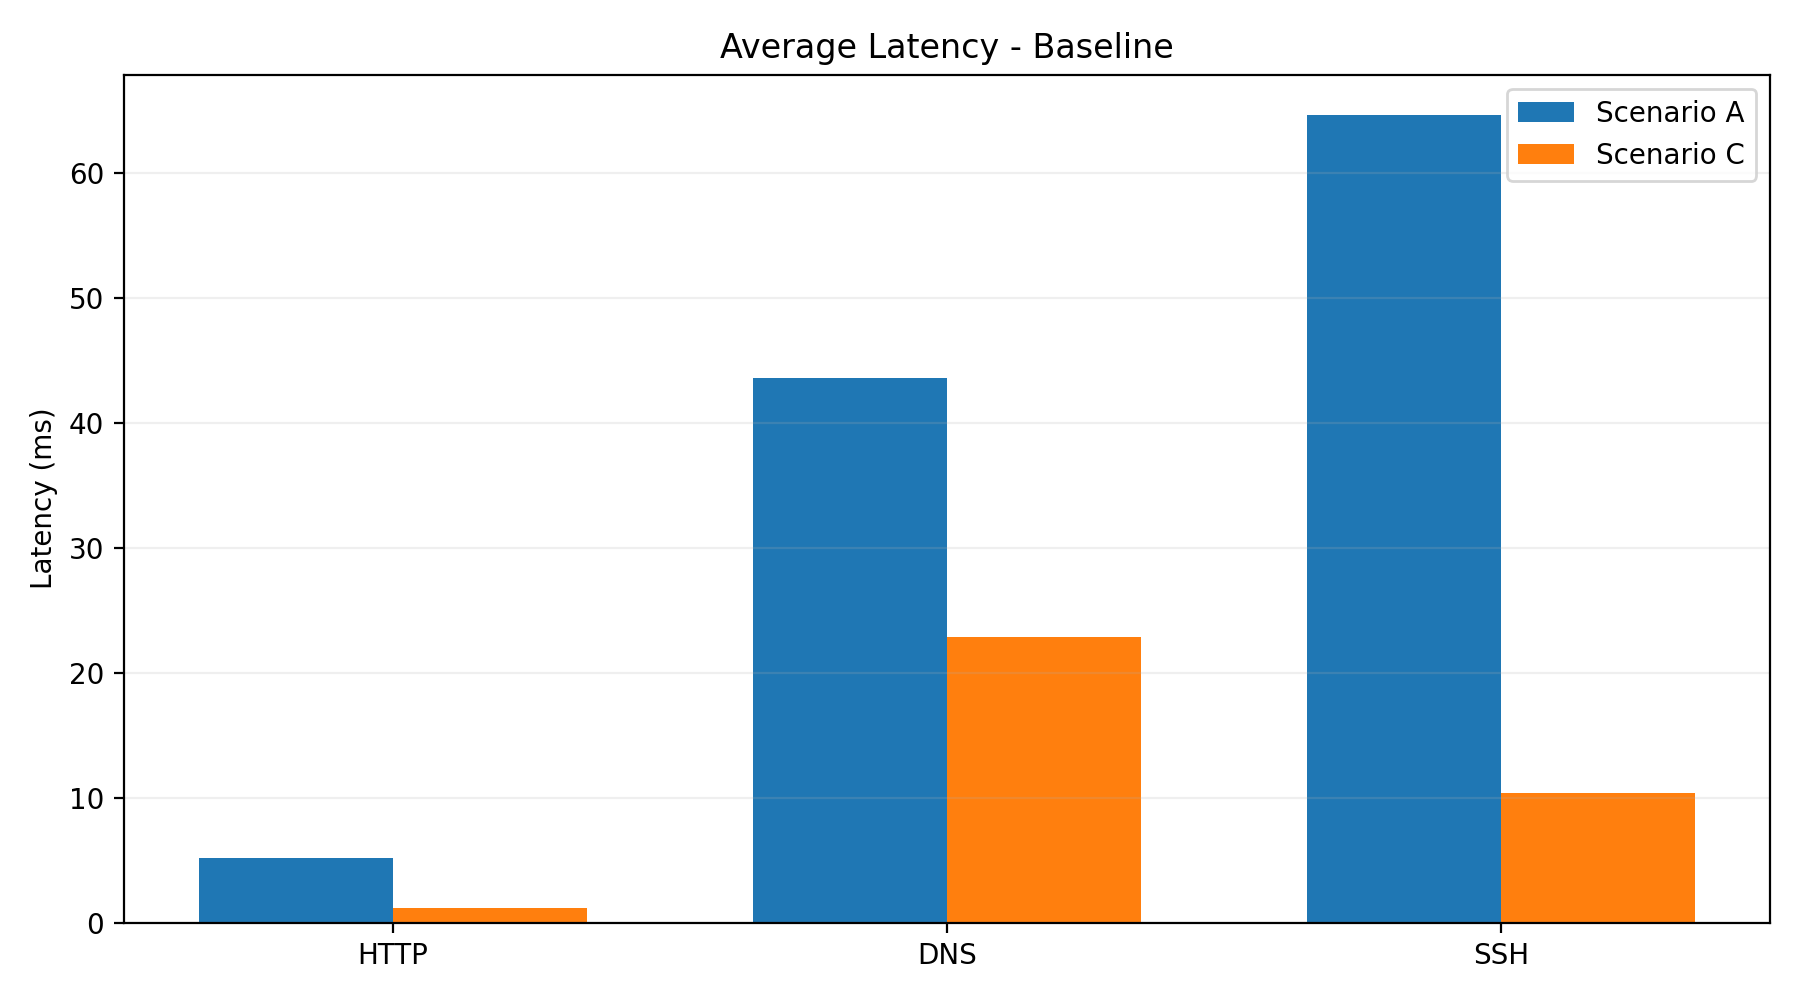 Average Latency - Baseline
Scenario A
Scenario C
Latency (ms)
60
50
40
30
20
10
0
HTTP DNS SSH